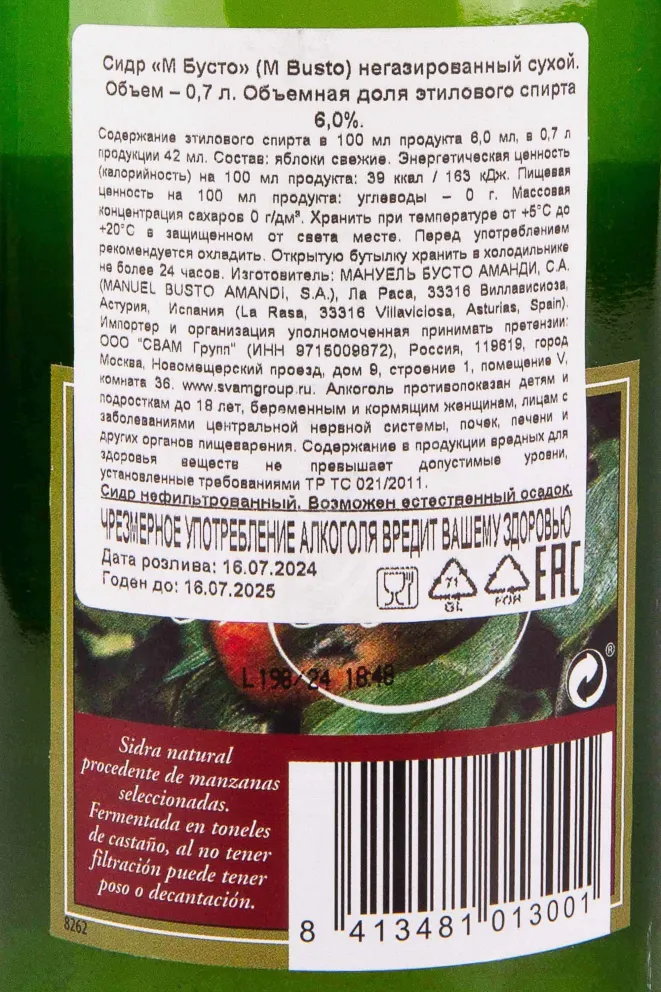 Сидр «М Бусто» (M Busto) негазированный сухой.
Объем – 0,7 л. Объемная доля этилового спирта
6,0%.
Содержание этилового спирта в 100 мл продукта 6,0 мл, в 0,7 л
продукции 42 мл. Состав: яблоки свежие. Энергетическая ценность
(калорийность) на 100 мл продукта: 39 ккал / 163 кДж. Пищевая
ценность на 100 мл продукта: углеводы – 0 г. Массовая
концентрация сахаров 0 г/дм³. Хранить при температуре от +5°С до
+20°С в защищенном от света месте. Перед употреблением
рекомендуется охладить. Открытую бутылку хранить в холодильнике
не более 24 часов. Изготовитель: МАНУЕЛЬ БУСТО АМАНДИ, С.А.
(MANUEL BUSTO AMANDI, S.A.), Ла Раса, 33316 Виллависиоза,
Астурия, Испания (La Rasa, 33316 Villaviciosa, Asturias, Spain).
Импортер и организация уполномоченная принимать претензии:
ООО "СВАМ Групп" (ИНН 9715009872), Россия, 119619, город
Москва, Новомещерский проезд, дом 9, строение 1, помещение V,
комната 36. www.svamgroup.ru. Алкоголь противопоказан детям и
подросткам до 18 лет, беременным и кормящим женщинам, лицам с
заболеваниями центральной нервной системы, почек, печени и
других органов пищеварения. Содержание в продукции вредных для
здоровья веществ не превышает допустимые уровни,
установленные требованиями ТР ТС 021/2011.
Сидр нефильтрованный. Возможен естественный осадок.
ЧРЕЗМЕРНОЕ УПОТРЕБЛЕНИЕ АЛКОГОЛЯ ВРЕДИТ ВАШЕМУ ЗДОРОВЬЮ
Дата розлива: 16.07.2024
Годен до: 16.07.2025
71
GL
FOR
EAC
L 198/24 18:48
®
Sidra natural
procedente de manzanas
seleccionadas.
Fermentada en toneles
de castaño, al no tener
filtración puede tener
poso o decantación.
8262
8 413481 013001